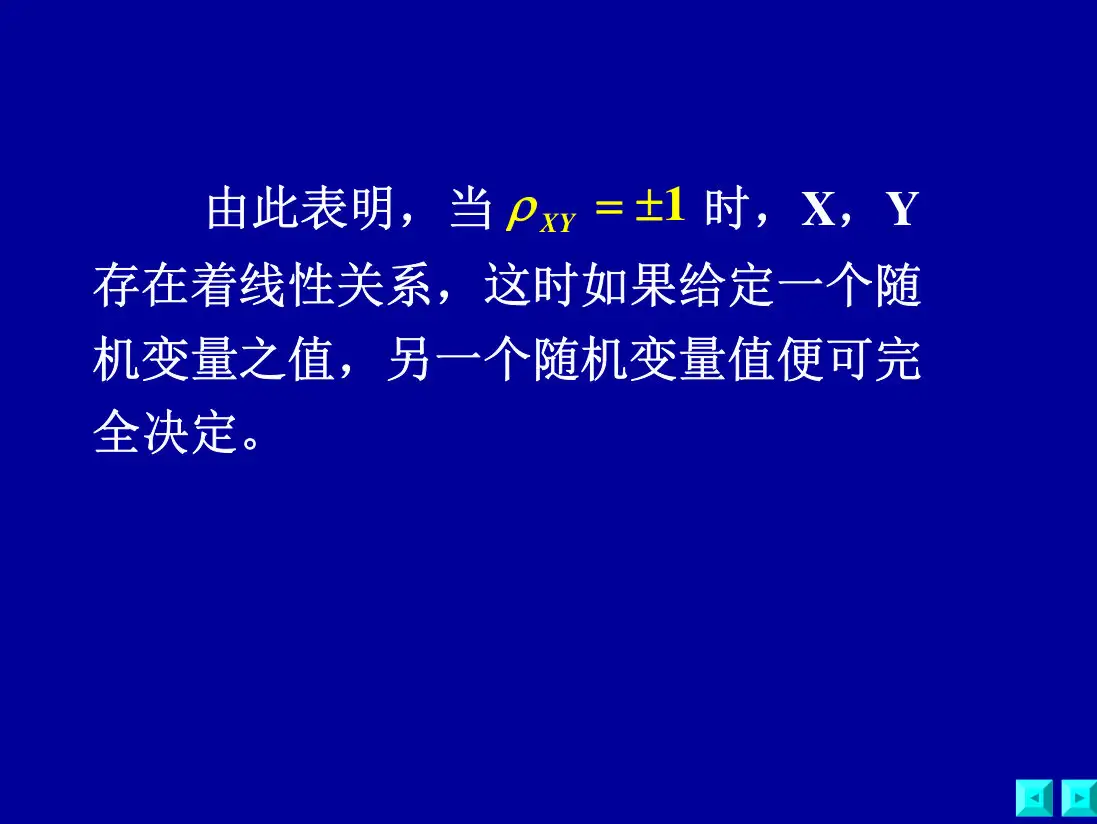 由此表明，当 ρXY = ±1 时，X，Y
存在着线性关系，这时如果给定一个随
机变量之值，另一个随机变量值便可完
全决定。